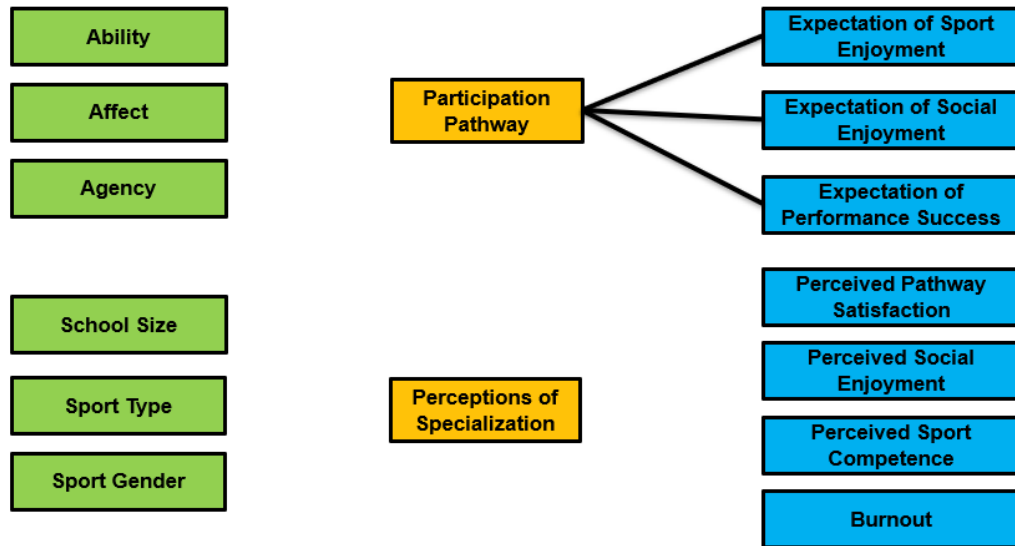 Ability
Affect
Agency
School Size
Sport Type
Sport Gender
Participation
Pathway
Perceptions of
Specialization
Expectation of Sport
Enjoyment
Expectation of Social
Enjoyment
Expectation of
Performance Success
Perceived Pathway
Satisfaction
Perceived Social
Enjoyment
Perceived Sport
Competence
Burnout